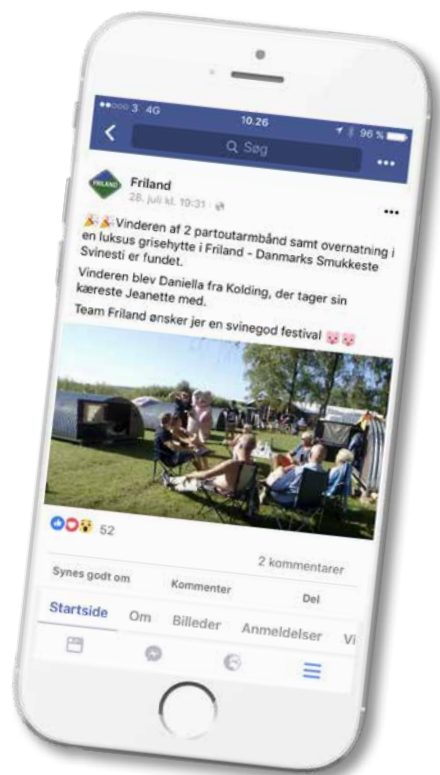 3 4G 10.26 96 %
Søg
FRILAND
Friland
28. juli kl. 19:31
🎉🎉Vinderen af 2 partoutarmbånd samt overnatning i
en luksus grisehytte i Friland - Danmarks Smukkeste
Svinesti er fundet.
Vinderen blev Daniella fra Kolding, der tager sin
kæreste Jeanette med.
Team Friland ønsker jer en svinegod festival 🐷🐷
52
2 kommentarer
Synes godt om Kommenter Del
Startside Om Billeder Anmeldelser Vi